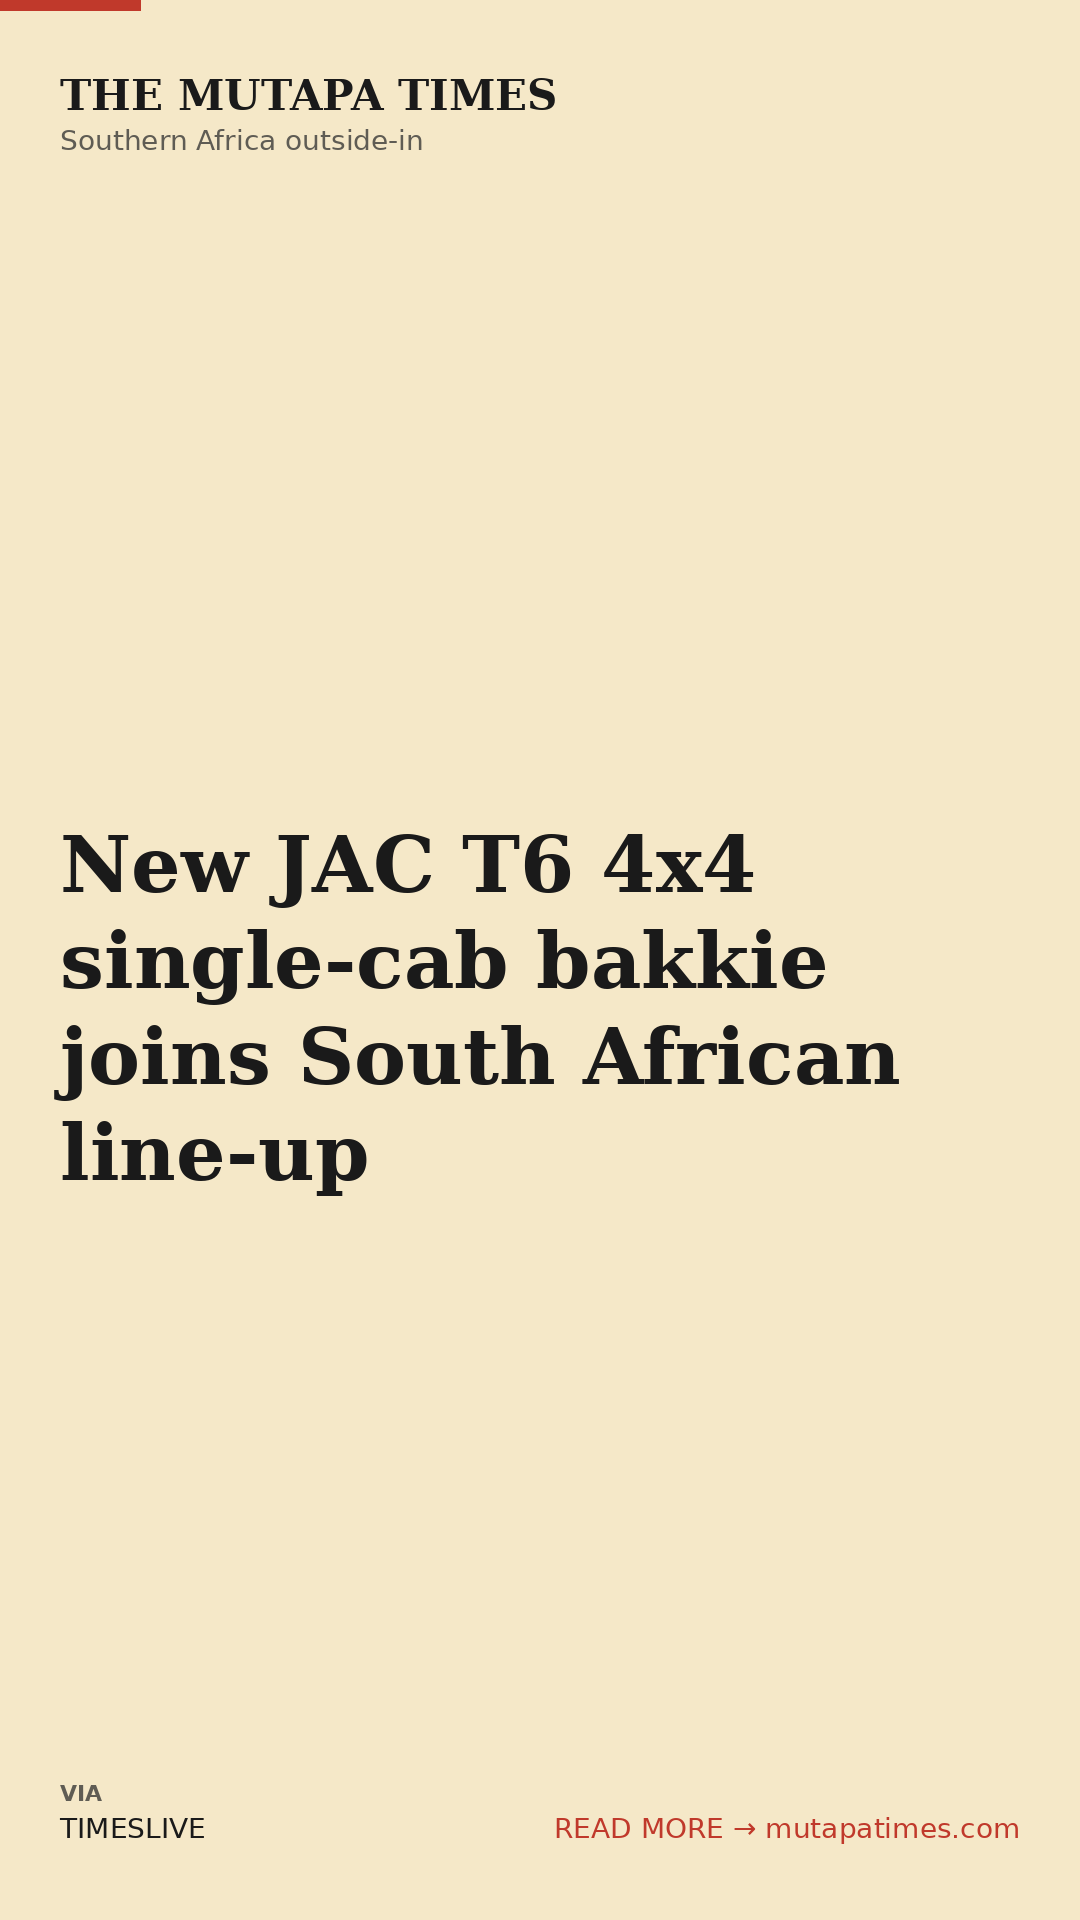 THE MUTAPA TIMES
Southern Africa outside-in
New JAC T6 4x4
single-cab bakkie
joins South African
line-up
VIA
TIMESLIVE
READ MORE → mutapatimes.com